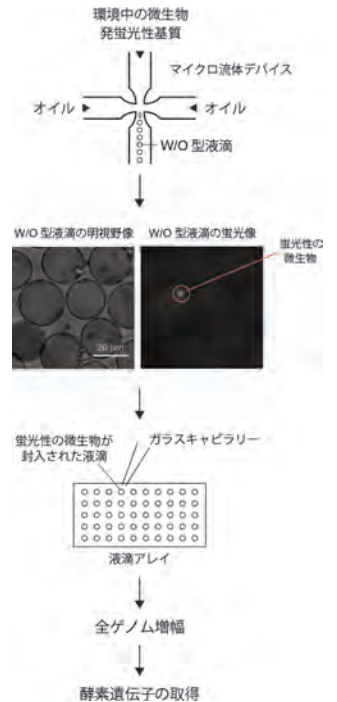 環境中の微生物
発蛍光性基質
マイクロ流体デバイス
オイル
オイル
W/O 型液滴
W/O 型液滴の明視野像
W/O 型液滴の蛍光像
蛍光性の
微生物
20 μm
蛍光性の微生物が
封入された液滴
ガラスキャピラリー
液滴アレイ
全ゲノム増幅
酵素遺伝子の取得